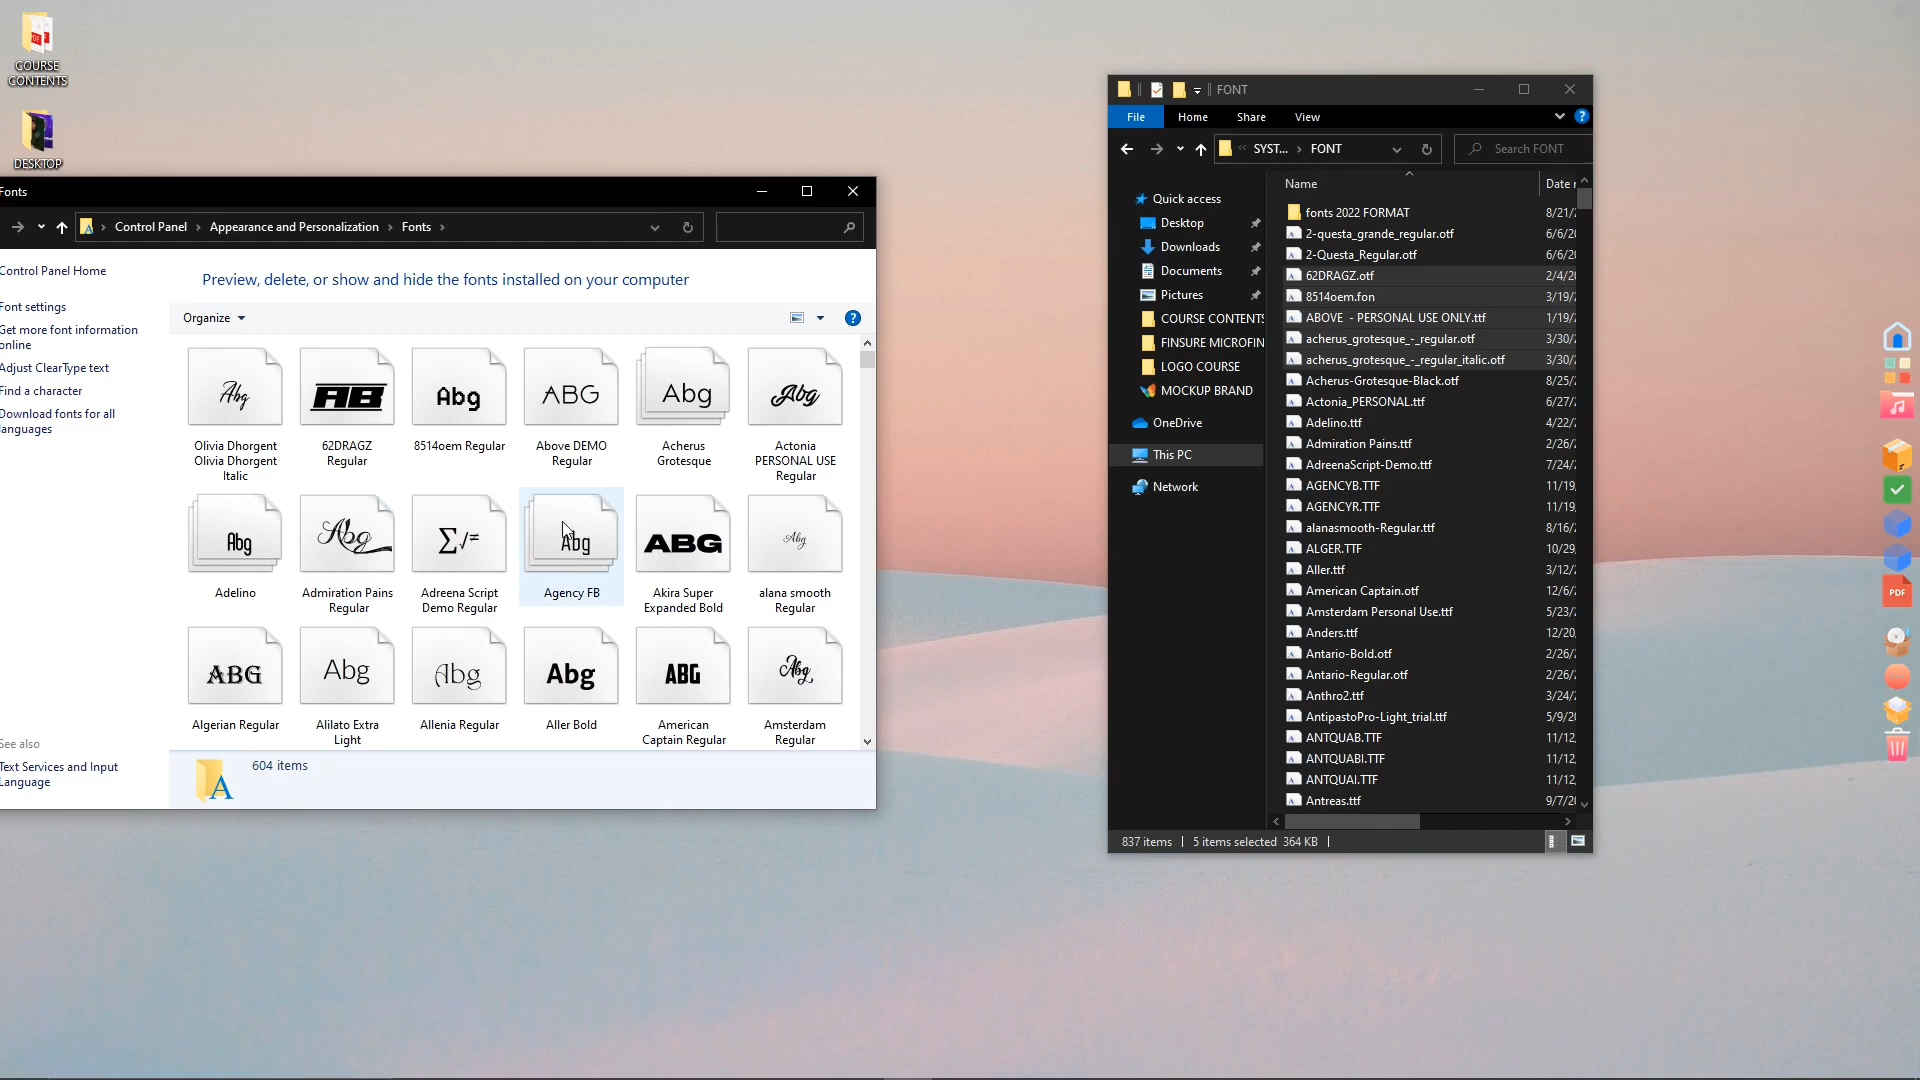 COURSE
CONTENTS
DESKTOP
Fonts
Control Panel
Appearance and Personalization
Fonts
Control Panel Home
Font settings
Get more font information
online
Adjust ClearType text
Find a character
Download fonts for all
languages
See also
Text Services and Input
Language
Preview, delete, or show and hide the fonts installed on your computer
Organize
Abg
AB
Abg
ABG
Abg
Abg
Olivia Dhorgent
Olivia Dhorgent
Italic
62DRAGZ
Regular
8514oem Regular
Above DEMO
Regular
Acherus
Grotesque
Actonia
PERSONAL USE
Regular
Abg
Abg
Σ√=
Abg
ABG
Abg
Adelino
Admiration Pains
Regular
Adreena Script
Demo Regular
Agency FB
Akira Super
Expanded Bold
alana smooth
Regular
ABG
Abg
Abg
Abg
ABG
Abg
Algerian Regular
Alilato Extra
Light
Allenia Regular
Aller Bold
American
Captain Regular
Amsterdam
Regular
604 items
FONT
File
Home
Share
View
SYST...
FONT
Search FONT
Quick access
Desktop
Downloads
Documents
Pictures
COURSE CONTENTS
FINSURE MICROFIN
LOGO COURSE
MOCKUP BRAND
OneDrive
This PC
Network
Name
Date
fonts 2022 FORMAT 8/21/
2-questa_grande_regular.otf 6/6/20
2-Questa_Regular.otf 6/6/20
62DRAGZ.otf 2/4/20
8514oem.fon 3/19/
ABOVE - PERSONAL USE ONLY.ttf 1/19/
acherus_grotesque_-_regular.otf 3/30/
acherus_grotesque_-_regular_italic.otf 3/30/
Acherus-Grotesque-Black.otf 8/25/
Actonia_PERSONAL.ttf 6/27/
Adelino.ttf 4/22/
Admiration Pains.ttf 2/26/
AdreenaScript-Demo.ttf 7/24/
AGENCYB.TTF 11/19
AGENCYR.TTF 11/19
alanasmooth-Regular.ttf 8/16/
ALGER.TTF 10/29
Aller.ttf 3/12/
American Captain.otf 12/6/
Amsterdam Personal Use.ttf 5/23/
Anders.ttf 12/20
Antario-Bold.otf 2/26/
Antario-Regular.otf 2/26/
Anthro2.ttf 3/24/
AntipastoPro-Light_trial.ttf 5/9/20
ANTQUAB.TTF 11/12
ANTQUABI.TTF 11/12
ANTQUAI.TTF 11/12
Antreas.ttf 9/7/20
837 items
5 items selected 364 KB
PDF